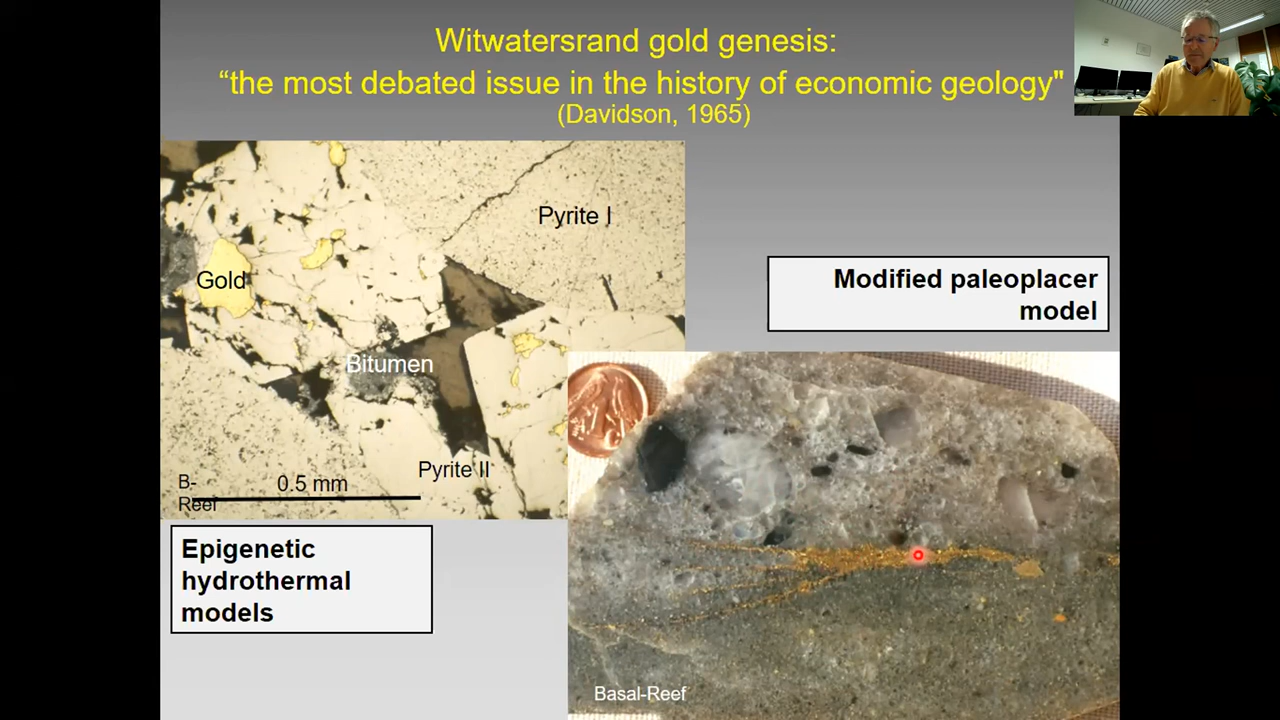 Witwatersrand gold genesis:
“the most debated issue in the history of economic geology"
(Davidson, 1965)
Pyrite I
Gold
Bitumen
Pyrite II
B-
Reef
0.5 mm
Epigenetic
hydrothermal
models
Modified paleoplacer
model
Basal-Reef